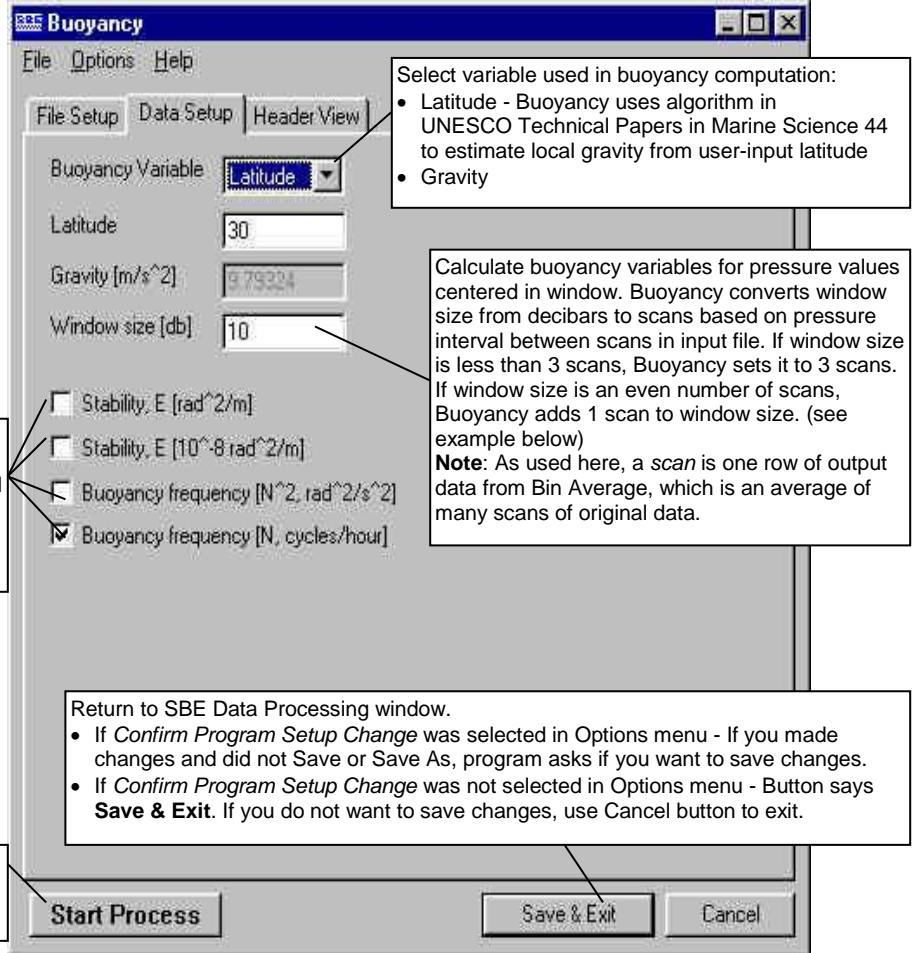 SBE Buoyancy
File Options Help
Select variable used in buoyancy computation:
• Latitude - Buoyancy uses algorithm in
UNESCO Technical Papers in Marine Science 44
to estimate local gravity from user-input latitude
• Gravity
File Setup Data Setup Header View
Buoyancy Variable Latitude
Latitude 30
Gravity [m/s^2] 9.79324
Window size [db] 10
Calculate buoyancy variables for pressure values
centered in window. Buoyancy converts window
size from decibars to scans based on pressure
interval between scans in input file. If window size
is less than 3 scans, Buoyancy sets it to 3 scans.
If window size is an even number of scans,
Buoyancy adds 1 scan to window size. (see
example below)
Note: As used here, a scan is one row of output
data from Bin Average, which is an average of
many scans of original data.
Stability, E [rad^2/m]
Stability, E [10^-8 rad^2/m]
Buoyancy frequency [N^2, rad^2/s^2]
Buoyancy frequency [N, cycles/hour]
Return to SBE Data Processing window.
• If Confirm Program Setup Change was selected in Options menu - If you made
changes and did not Save or Save As, program asks if you want to save changes.
• If Confirm Program Setup Change was not selected in Options menu - Button says
Save & Exit. If you do not want to save changes, use Cancel button to exit.
Start Process Save & Exit Cancel